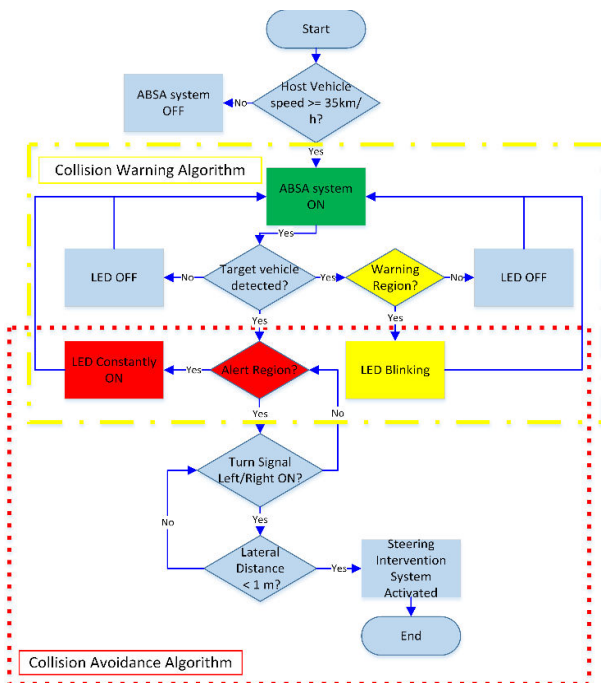 Start
Host Vehicle
speed >= 35km/
h?
No
ABSA system
OFF
Yes
Collision Warning Algorithm
ABSA system
ON
Yes
LED OFF
No
Target vehicle
detected?
Yes
Warning
Region?
No
LED OFF
Yes
Yes
LED Constantly
ON
Yes
Alert Region?
LED Blinking
Yes
No
Turn Signal
Left/Right ON?
No
Yes
Lateral
Distance
< 1 m?
Yes
Steering
Intervention
System
Activated
End
Collision Avoidance Algorithm